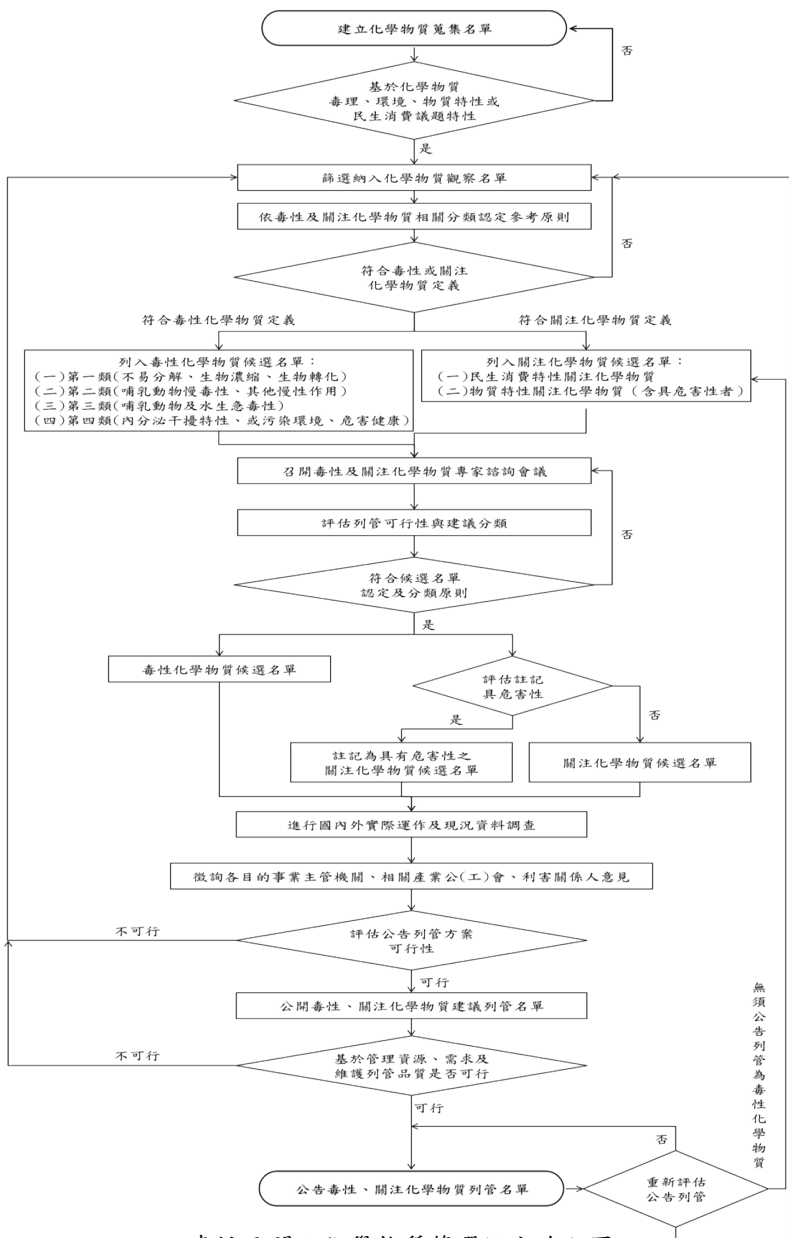 建立化學物質蒐集名單
否
基於化學物質
毒理、環境、物質特性或
民生消費議題特性
是
篩選納入化學物質觀察名單
依毒性及關注化學物質相關分類認定參考原則
否
符合毒性或關注
化學物質定義
符合毒性化學物質定義
符合關注化學物質定義
列入毒性化學物質候選名單：
(一)第一類(不易分解、生物濃縮、生物轉化)
(二)第二類(哺乳動物慢毒性、其他慢性作用)
(三)第三類(哺乳動物及水生急毒性)
(四)第四類(內分泌干擾特性、或污染環境、危害健康)
列入關注化學物質候選名單：
(一)民生消費特性關注化學物質
(二)物質特性關注化學物質(含具危害性者)
召開毒性及關注化學物質專家諮詢會議
評估列管可行性與建議分類
否
符合候選名單
認定及分類原則
是
毒性化學物質候選名單
評估註記
具危害性
是
否
註記為具有危害性之
關注化學物質候選名單
關注化學物質候選名單
進行國內外實際運作及現況資料調查
徵詢各目的事業主管機關、相關產業公(工)會、利害關係人意見
不可行
評估公告列管方案
可行性
可行
公開毒性、關注化學物質建議列管名單
不可行
基於管理資源、需求及
維護列管品質是否可行
可行
無須公告列管為毒性化學物質
否
公告毒性、關注化學物質列管名單
重新評估
公告列管